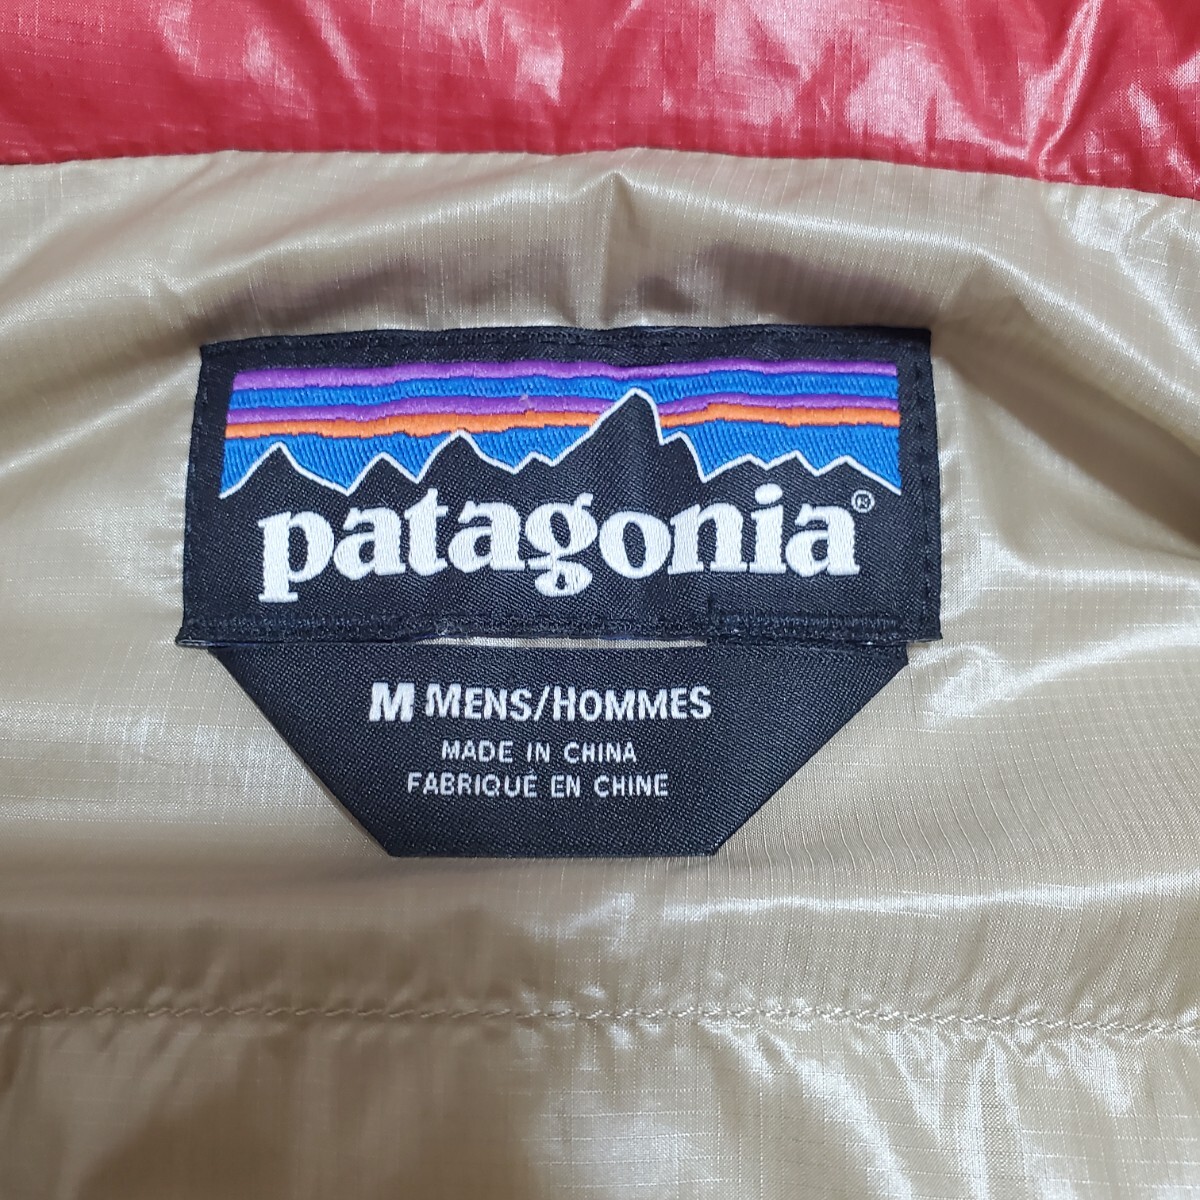 patagonia®
M MENS/HOMMES
MADE IN CHINA
FABRIQUÉ EN CHINE